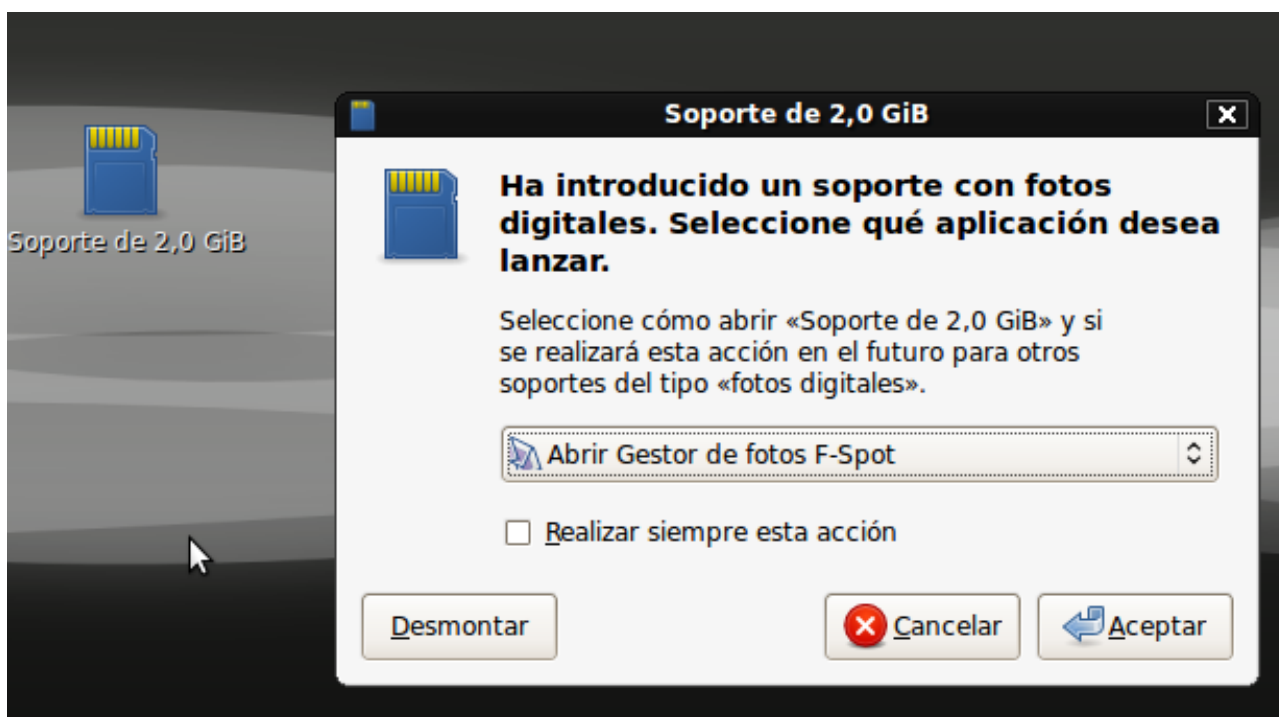 Soporte de 2,0 GiB
Soporte de 2,0 GiB
Ha introducido un soporte con fotos
digitales. Seleccione qué aplicación desea
lanzar.
Seleccione cómo abrir «Soporte de 2,0 GiB» y si
se realizará esta acción en el futuro para otros
soportes del tipo «fotos digitales».
Abrir Gestor de fotos F-Spot
Realizar siempre esta acción
Desmontar
Cancelar
Aceptar